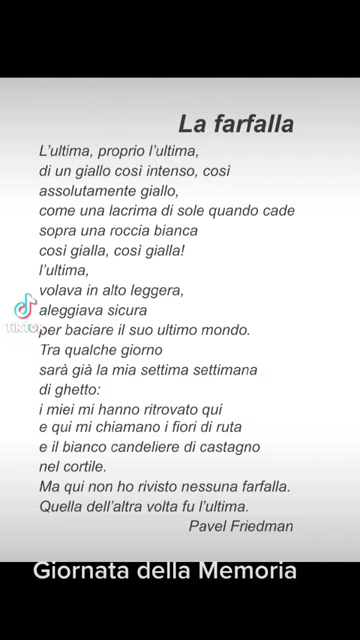 La farfalla
L'ultima, proprio l'ultima,
di un giallo così intenso, così
assolutamente giallo,
come una lacrima di sole quando cade
sopra una roccia bianca
così gialla, così gialla!
l'ultima,
volava in alto leggera,
aleggiava sicura
per baciare il suo ultimo mondo.
Tra qualche giorno
sarà già la mia settima settimana
di ghetto:
i miei mi hanno ritrovato qui
e qui mi chiamano i fiori di ruta
e il bianco candeliere di castagno
nel cortile.
Ma qui non ho rivisto nessuna farfalla.
Quella dell'altra volta fu l'ultima.
Pavel Friedman
TikTok
Giornata della Memoria